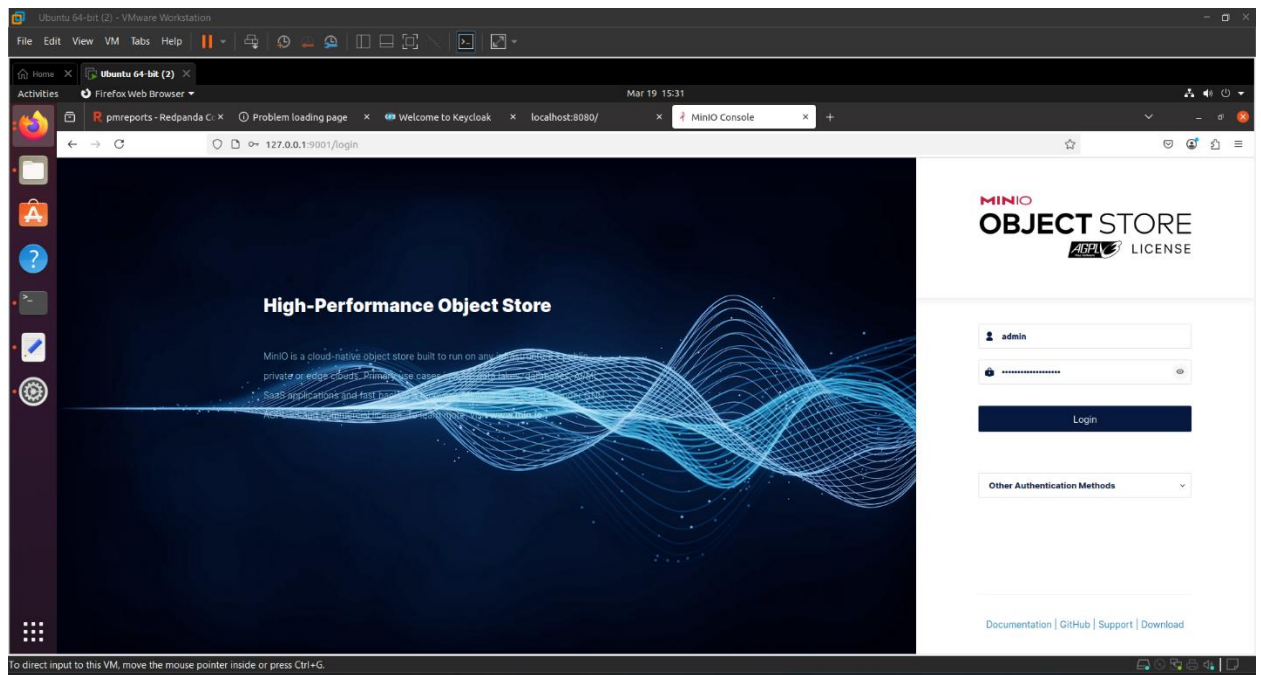 Ubuntu 64-bit (2) - VMware Workstation
File Edit View VM Tabs Help
Home
Ubuntu 64-bit (2)
Activities Firefox Web Browser Mar 19 15:31
pmreports - Redpanda Co Problem loading page Welcome to Keycloak localhost:8080/ MinIO Console
127.0.0.1:9001/login
MINIO
OBJECT STORE
AGPL V3 LICENSE
High-Performance Object Store
MinIO is a cloud-native object store built to run on any
private or edge clouds. Primary use cases
SaaS applications and fast
admin
Login
Other Authentication Methods
Documentation | GitHub | Support | Download
To direct input to this VM, move the mouse pointer inside or press Ctrl+G.